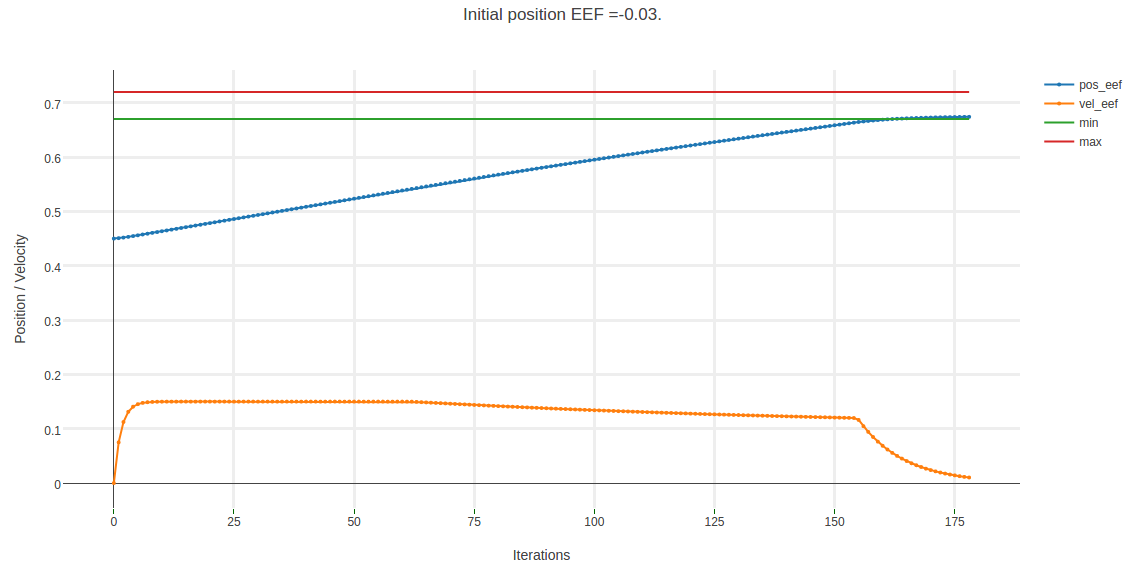 Initial position EEF =-0.03.
pos_eef
vel_eef
min
max
Position / Velocity
0.7
0.6
0.5
0.4
0.3
0.2
0.1
0
0
25
50
75
100
125
150
175
Iterations